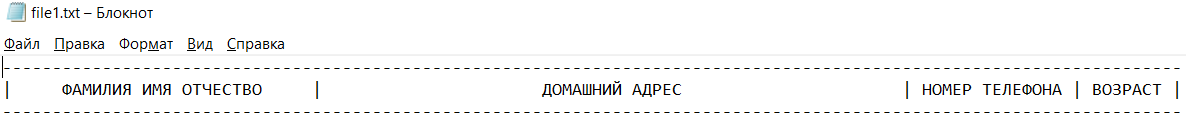 file1.txt – Блокнот
Файл Правка Формат Вид Справка
----------------------------------------------------------------------------------------------------------------------
|     ФАМИЛИЯ ИМЯ ОТЧЕСТВО     |                      ДОМАШНИЙ АДРЕС                      | НОМЕР ТЕЛЕФОНА | ВОЗРАСТ |
----------------------------------------------------------------------------------------------------------------------